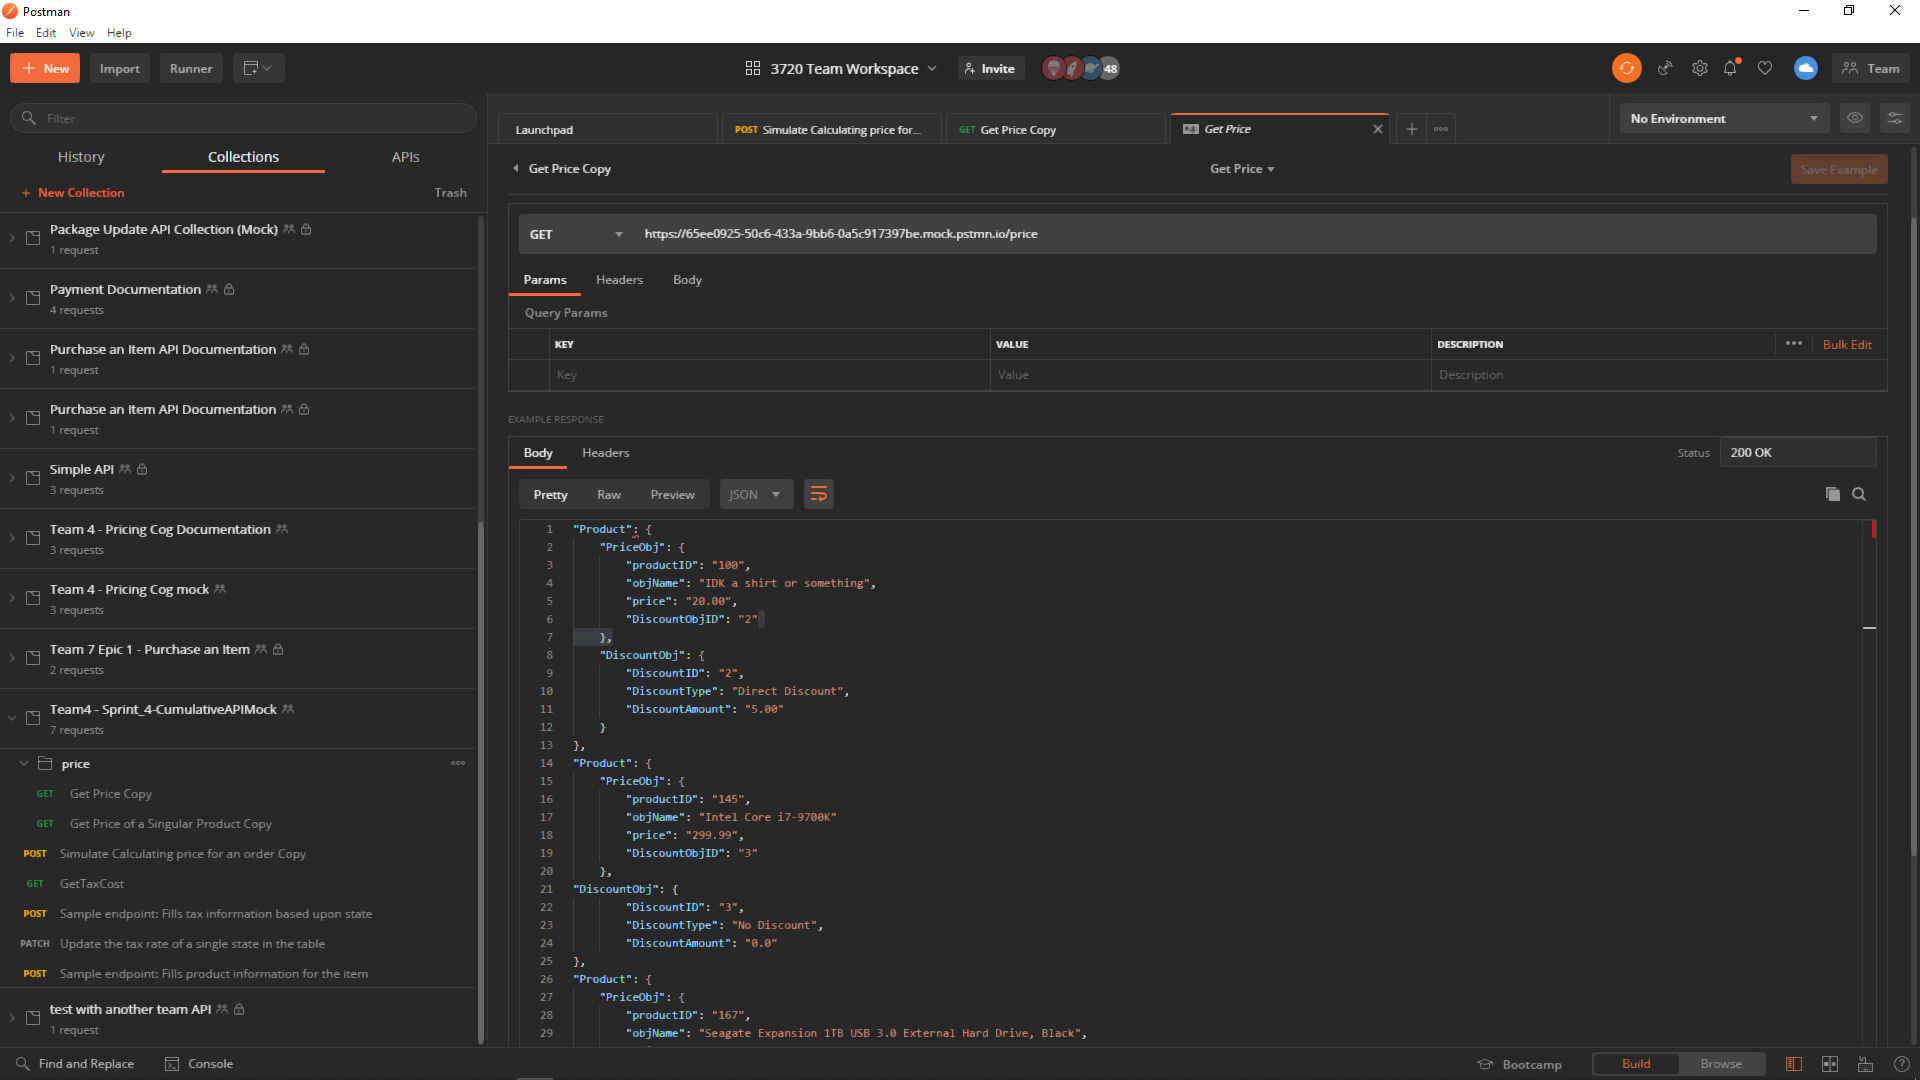 Postman
File Edit View Help
New Import Runner
3720 Team Workspace
Invite
48
Team
Filter
History Collections APIs
New Collection Trash
Package Update API Collection (Mock)
1 request
Payment Documentation
4 requests
Purchase an Item API Documentation
1 request
Purchase an Item API Documentation
1 request
Simple API
3 requests
Team 4 - Pricing Cog Documentation
3 requests
Team 4 - Pricing Cog mock
3 requests
Team 7 Epic 1 - Purchase an Item
2 requests
Team4 - Sprint_4-CumulativeAPIMock
7 requests
price
GET Get Price Copy
GET Get Price of a Singular Product Copy
POST Simulate Calculating price for an order Copy
GET GetTaxCost
POST Sample endpoint: Fills tax information based upon state
PATCH Update the tax rate of a single state in the table
POST Sample endpoint: Fills product information for the item
test with another team API
1 request
Launchpad
POST Simulate Calculating price for...
GET Get Price Copy
e.g. Get Price
No Environment
Get Price Copy
Get Price
Save Example
GET https://65ee0925-50c6-433a-9bb6-0a5c917397be.mock.pstmn.io/price
Params Headers Body
Query Params
KEY VALUE DESCRIPTION Bulk Edit
Key Value Description
EXAMPLE RESPONSE
Body Headers
Status 200 OK
Pretty Raw Preview JSON
1 "Product": {
2 "PriceObj": {
3 "productID": "100",
4 "objName": "IDK a shirt or something",
5 "price": "20.00",
6 "DiscountObjID": "2"
7 },
8 "DiscountObj": {
9 "DiscountID": "2",
10 "DiscountType": "Direct Discount",
11 "DiscountAmount": "5.00"
12 }
13 },
14 "Product": {
15 "PriceObj": {
16 "productID": "145",
17 "objName": "Intel Core i7-9700K"
18 "price": "299.99",
19 "DiscountObjID": "3"
20 },
21 "DiscountObj": {
22 "DiscountID": "3",
23 "DiscountType": "No Discount",
24 "DiscountAmount": "0.0"
25 },
26 "Product": {
27 "PriceObj": {
28 "productID": "167",
29 "objName": "Seagate Expansion 1TB USB 3.0 External Hard Drive, Black",
Find and Replace Console
Bootcamp Build Browse